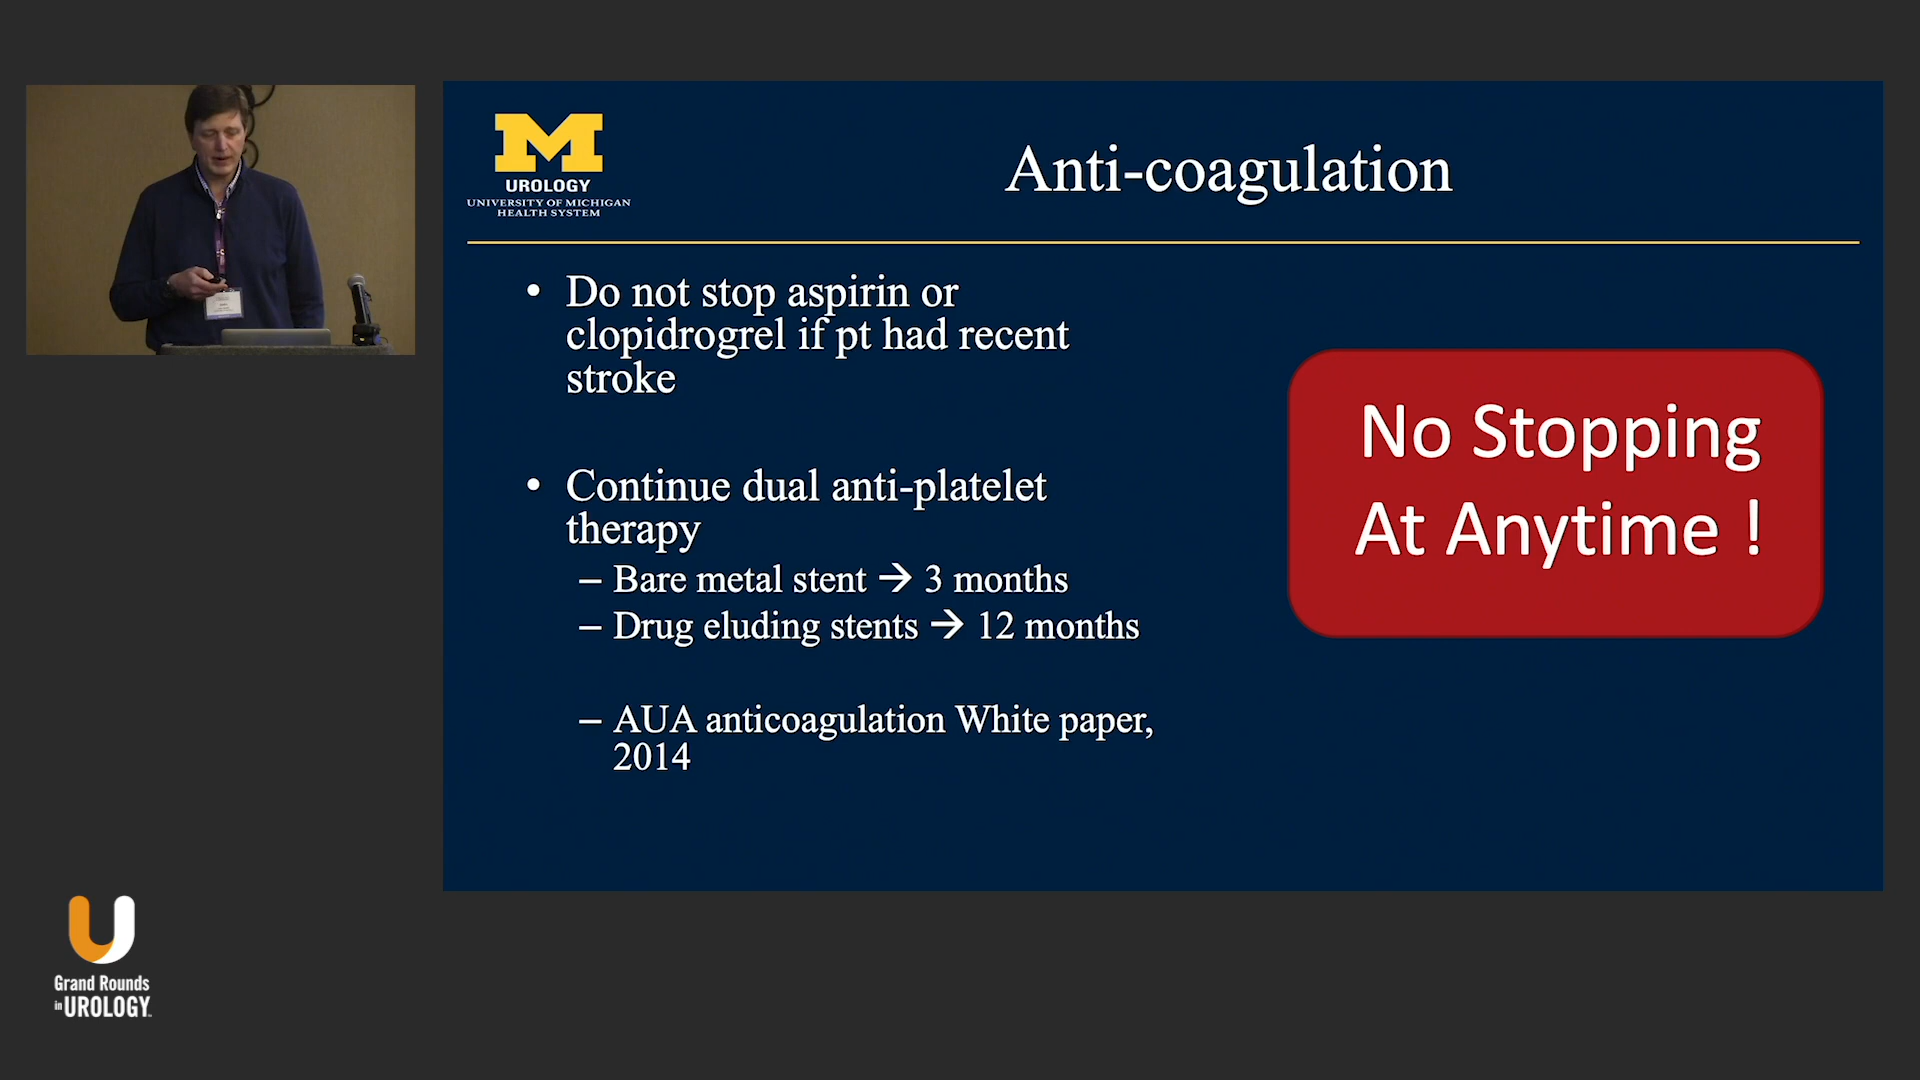 M
UROLOGY
UNIVERSITY OF MICHIGAN
HEALTH SYSTEM
Anti-coagulation
• Do not stop aspirin or
clopidrogrel if pt had recent
stroke
• Continue dual anti-platelet
therapy
– Bare metal stent → 3 months
– Drug eluding stents → 12 months
– AUA anticoagulation White paper,
2014
No Stopping
At Anytime !
Grand Rounds
in UROLOGY